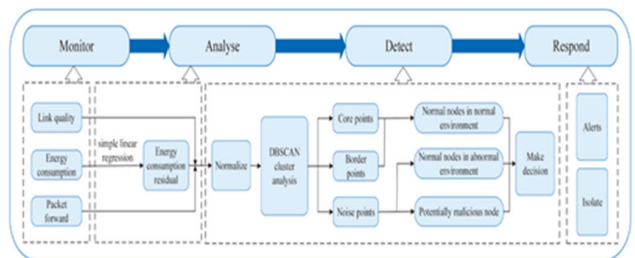 Monitor
Analyse
Detect
Respond
Link quality
Energy
consumption
Packet
forward
simple linear
regression
Energy
consumption
residual
Normalize
DBSCAN
cluster
analysis
Core points
Border
points
Noise points
Normal nodes in normal
environment
Normal nodes in abnormal
environment
Potentially malicious node
Make
decision
Alerts
Isolate